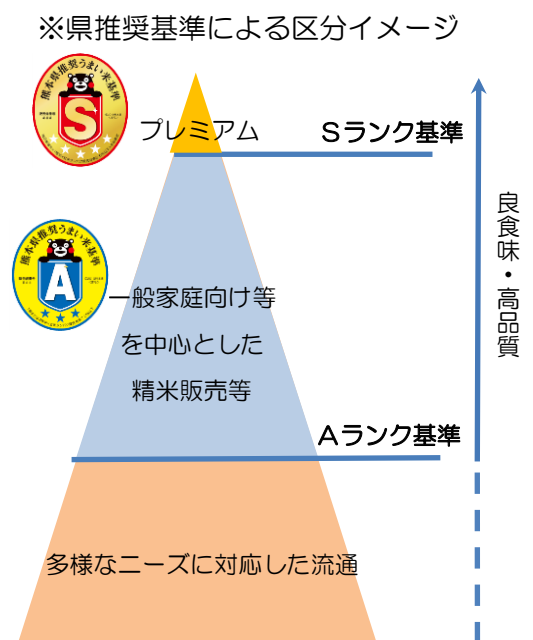 ※県推奨基準による区分イメージ
熊本県推奨うまい米基準
S
プレミアム
Sランク基準
熊本県推奨うまい米基準
A
一般家庭向け等
を中心とした
精米販売等
良食味・高品質
Aランク基準
多様なニーズに対応した流通